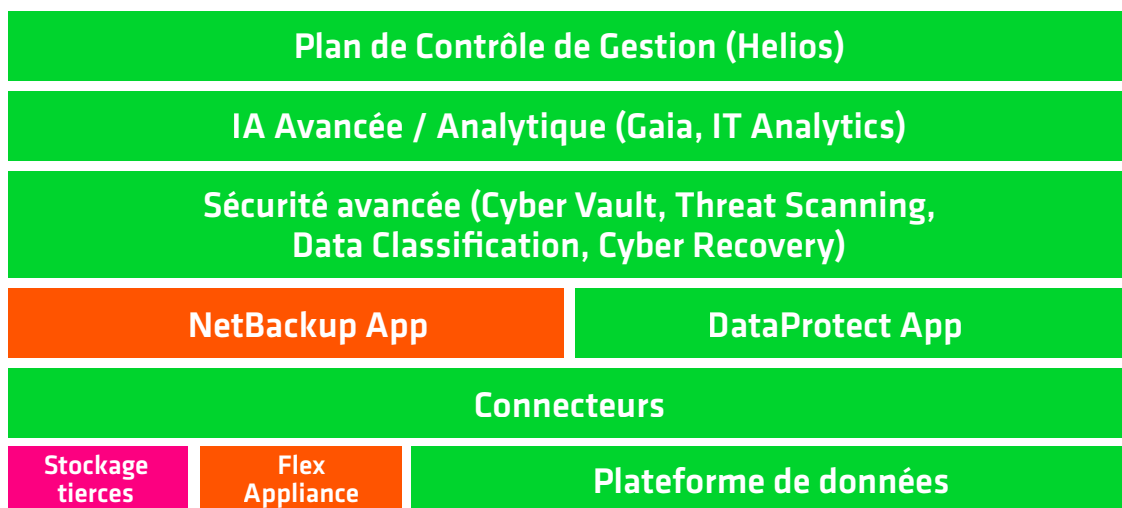 Plan de Contrôle de Gestion (Helios)
IA Avancée / Analytique (Gaia, IT Analytics)
Sécurité avancée (Cyber Vault, Threat Scanning,
Data Classification, Cyber Recovery)
NetBackup App
DataProtect App
Connecteurs
Stockage
tierces
Flex
Appliance
Plateforme de données